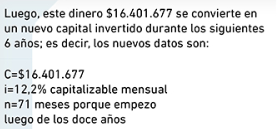 Luego, este dinero $16.401.677 se convierte en
un nuevo capital invertido durante los siguientes
6 años; es decir, los nuevos datos son:
C=$16.401.677
i=12,2% capitalizable mensual
n=71 meses porque empezo
luego de los doce años